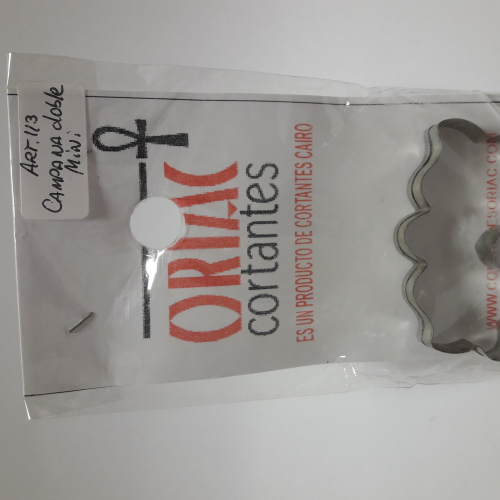 ART. 113
CAMPANA doble
Mini
ORIAC
cortantes
ES UN PRODUCTO DE CORTANTES CAIRO